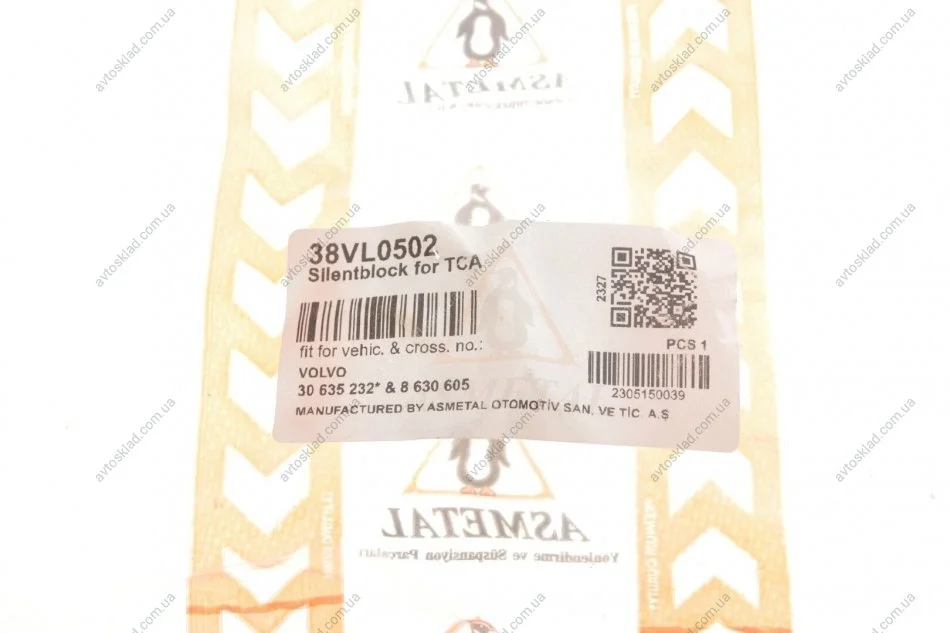 ASMETAL
38VL0502
Silentblock for TCA
2327
fit for vehic. & cross. no.:
PCS 1
VOLVO
30 635 232* & 8 630 605
2305150039
MANUFACTURED BY ASMETAL OTOMOTİV SAN. VE TİC A.Ş
ASMETAL
ASMETAL
Yönlendirme ve Süspansiyon Parçaları
avtosklad.com.ua